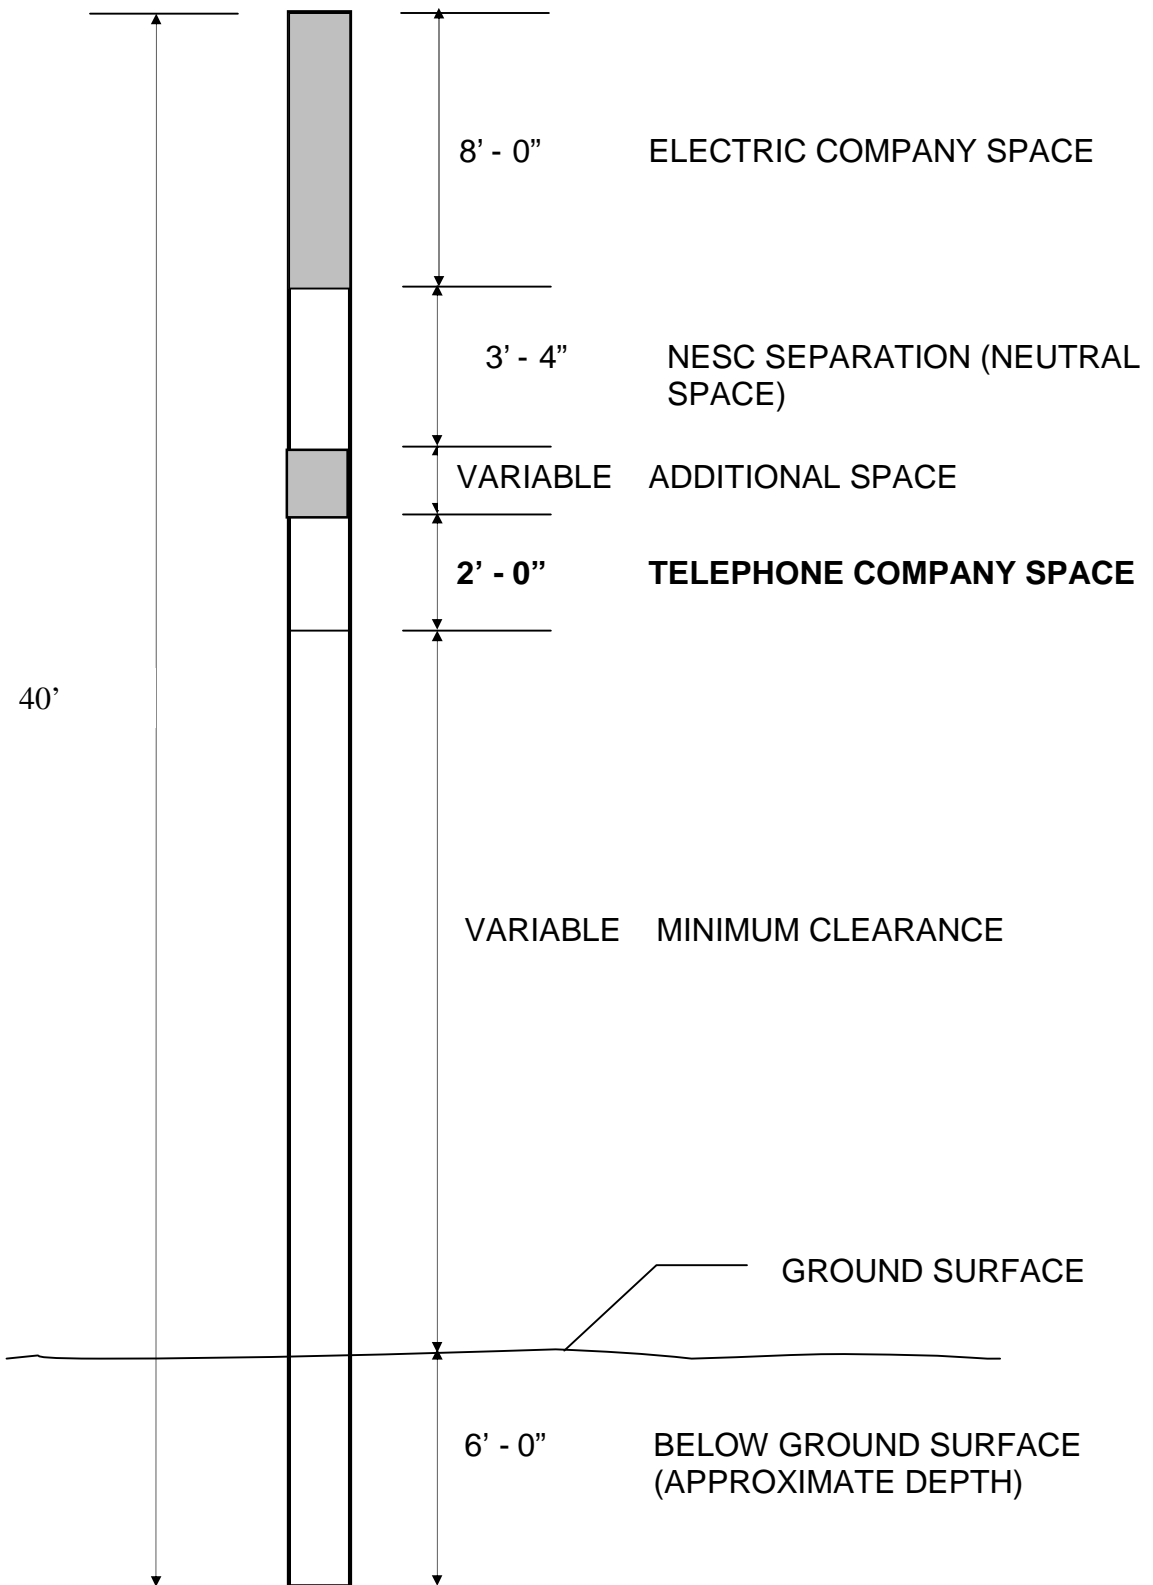 8’ - 0” ELECTRIC COMPANY SPACE
3’ - 4” NESC SEPARATION (NEUTRAL
SPACE)
VARIABLE ADDITIONAL SPACE
2’ - 0” TELEPHONE COMPANY SPACE
40’
VARIABLE MINIMUM CLEARANCE
GROUND SURFACE
6’ - 0” BELOW GROUND SURFACE
(APPROXIMATE DEPTH)